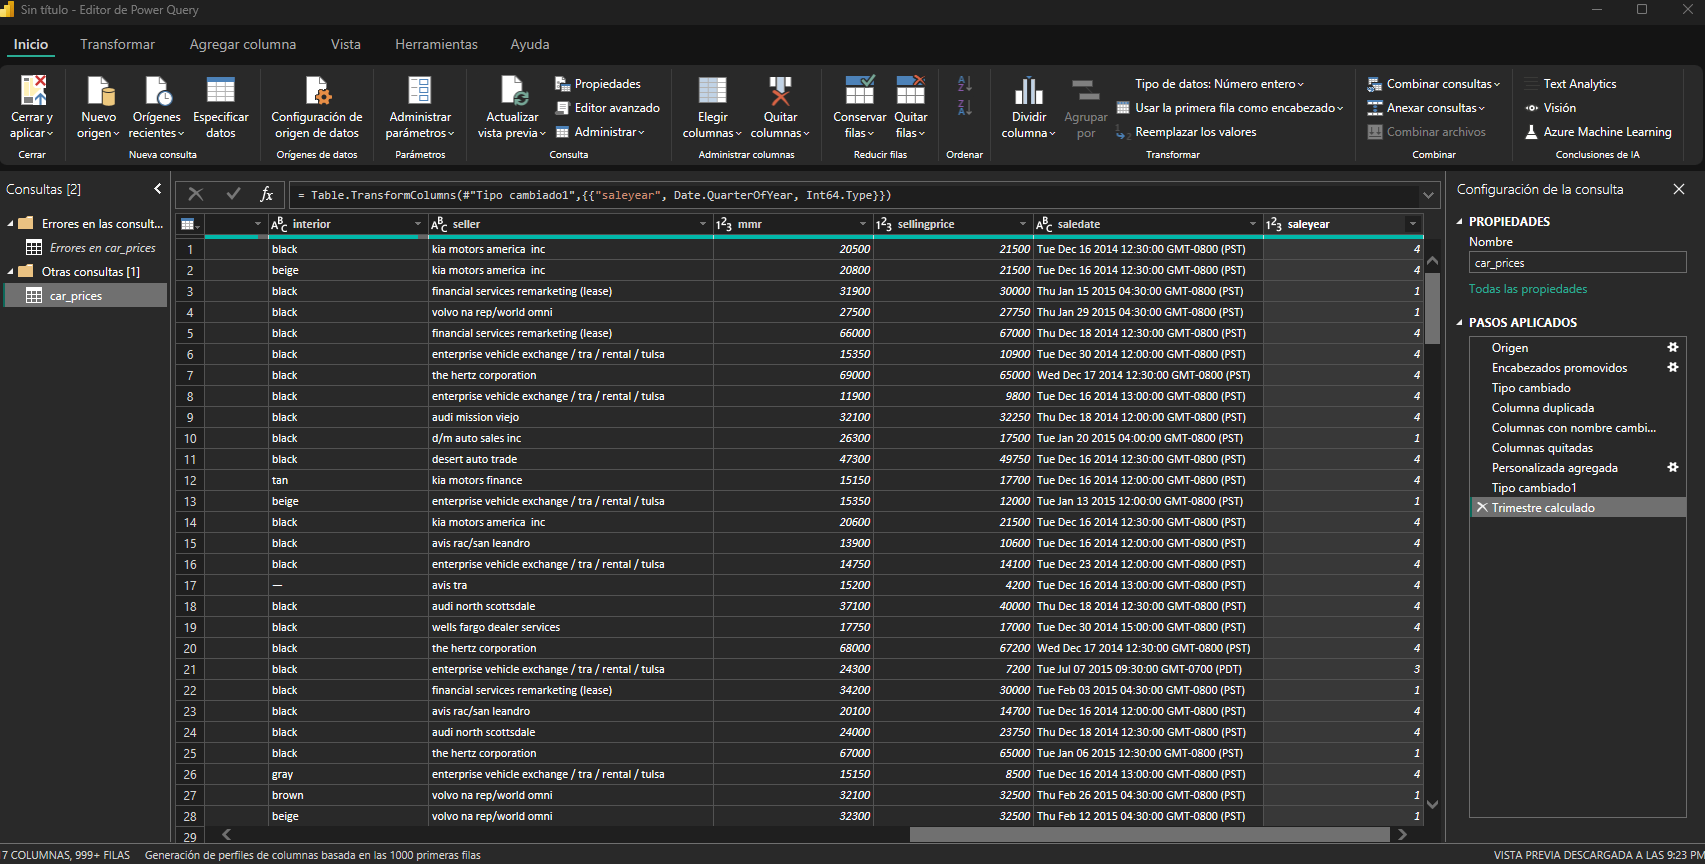 Sin título - Editor de Power Query
Inicio Transformar Agregar columna Vista Herramientas Ayuda
Cerrar y aplicar
Cerrar
Nuevo origen
Orígenes recientes
Especificar datos
Nueva consulta
Configuración de origen de datos
Orígenes de datos
Administrar parámetros
Parámetros
Actualizar vista previa
Propiedades
Editor avanzado
Administrar
Consulta
Elegir columnas
Quitar columnas
Administrar columnas
Conservar filas
Quitar filas
Reducir filas
Ordenar
Dividir columna
Agrupar por
Tipo de datos: Número entero
Usar la primera fila como encabezado
Reemplazar los valores
Transformar
Combinar consultas
Anexar consultas
Combinar archivos
Combinar
Text Analytics
Visión
Azure Machine Learning
Conclusiones de IA
Consultas [2]
Errores en las consult...
Errores en car_prices
Otras consultas [1]
car_prices
fx = Table.TransformColumns(#"Tipo cambiado1",{{"saleyear", Date.QuarterOfYear, Int64.Type}})
interior seller mmr sellingprice saledate saleyear
1 black kia motors america inc 20500 21500 Tue Dec 16 2014 12:30:00 GMT-0800 (PST) 4
2 beige kia motors america inc 20800 21500 Tue Dec 16 2014 12:30:00 GMT-0800 (PST) 4
3 black financial services remarketing (lease) 31900 30000 Thu Jan 15 2015 04:30:00 GMT-0800 (PST) 1
4 black volvo na rep/world omni 27500 27750 Thu Jan 29 2015 04:30:00 GMT-0800 (PST) 1
5 black financial services remarketing (lease) 66000 67000 Thu Dec 18 2014 12:30:00 GMT-0800 (PST) 4
6 black enterprise vehicle exchange / tra / rental / tulsa 15350 10900 Tue Dec 30 2014 12:00:00 GMT-0800 (PST) 4
7 black the hertz corporation 69000 65000 Wed Dec 17 2014 12:30:00 GMT-0800 (PST) 4
8 black enterprise vehicle exchange / tra / rental / tulsa 11900 9800 Tue Dec 16 2014 13:00:00 GMT-0800 (PST) 4
9 black audi mission viejo 32100 32250 Thu Dec 18 2014 12:00:00 GMT-0800 (PST) 4
10 black d/m auto sales inc 26300 17500 Tue Jan 20 2015 04:00:00 GMT-0800 (PST) 1
11 black desert auto trade 47300 49750 Tue Dec 16 2014 12:30:00 GMT-0800 (PST) 4
12 tan kia motors finance 15150 17700 Tue Dec 16 2014 12:00:00 GMT-0800 (PST) 4
13 beige enterprise vehicle exchange / tra / rental / tulsa 15350 12000 Tue Jan 13 2015 12:00:00 GMT-0800 (PST) 1
14 black kia motors america inc 20600 21500 Tue Dec 16 2014 12:30:00 GMT-0800 (PST) 4
15 black avis rac/san leandro 13900 10600 Tue Dec 16 2014 12:00:00 GMT-0800 (PST) 4
16 black enterprise vehicle exchange / tra / rental / tulsa 14750 14100 Tue Dec 23 2014 12:00:00 GMT-0800 (PST) 4
17 — avis tra 15200 4200 Tue Dec 16 2014 13:00:00 GMT-0800 (PST) 4
18 black audi north scottsdale 37100 40000 Thu Dec 18 2014 12:30:00 GMT-0800 (PST) 4
19 black wells fargo dealer services 17750 17000 Tue Dec 30 2014 15:00:00 GMT-0800 (PST) 4
20 black the hertz corporation 68000 67200 Wed Dec 17 2014 12:30:00 GMT-0800 (PST) 4
21 black enterprise vehicle exchange / tra / rental / tulsa 24300 7200 Tue Jul 07 2015 09:30:00 GMT-0700 (PDT) 3
22 black financial services remarketing (lease) 34200 30000 Tue Feb 03 2015 04:30:00 GMT-0800 (PST) 1
23 black avis rac/san leandro 20100 14700 Tue Dec 16 2014 12:00:00 GMT-0800 (PST) 4
24 black audi north scottsdale 24000 23750 Thu Dec 18 2014 12:30:00 GMT-0800 (PST) 4
25 black the hertz corporation 67000 65000 Tue Jan 06 2015 12:30:00 GMT-0800 (PST) 1
26 gray enterprise vehicle exchange / tra / rental / tulsa 15150 8500 Tue Dec 16 2014 13:00:00 GMT-0800 (PST) 4
27 brown volvo na rep/world omni 32100 32500 Thu Feb 26 2015 04:30:00 GMT-0800 (PST) 1
28 beige volvo na rep/world omni 32300 32500 Thu Feb 12 2015 04:30:00 GMT-0800 (PST) 1
29
Configuración de la consulta
PROPIEDADES
Nombre
car_prices
Todas las propiedades
PASOS APLICADOS
Origen
Encabezados promovidos
Tipo cambiado
Columna duplicada
Columnas con nombre cambi...
Columnas quitadas
Personalizada agregada
Tipo cambiado1
Trimestre calculado
7 COLUMNAS, 999+ FILAS Generación de perfiles de columnas basada en las 1000 primeras filas
VISTA PREVIA DESCARGADA A LAS 9:23 PM